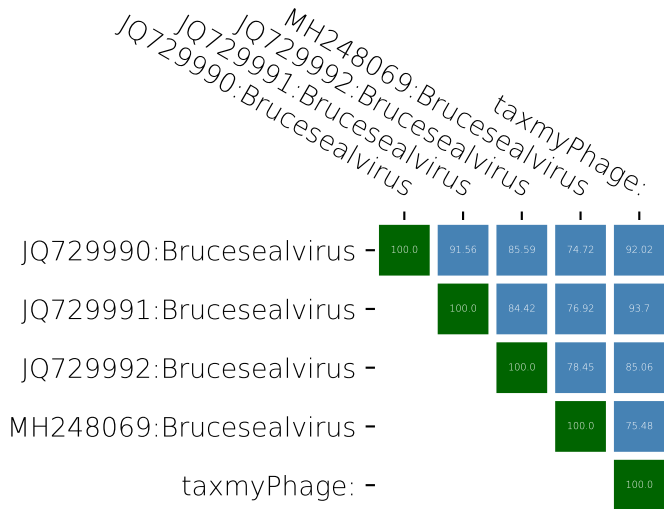 JQ729990:Brucesealvirus
JQ729991:Brucesealvirus
JQ729992:Brucesealvirus
MH248069:Brucesealvirus
taxmyPhage:
JQ729990:Brucesealvirus 100.0 91.56 85.59 74.72 92.02
JQ729991:Brucesealvirus 100.0 84.42 76.92 93.7
JQ729992:Brucesealvirus 100.0 78.45 85.06
MH248069:Brucesealvirus 100.0 75.48
taxmyPhage: 100.0